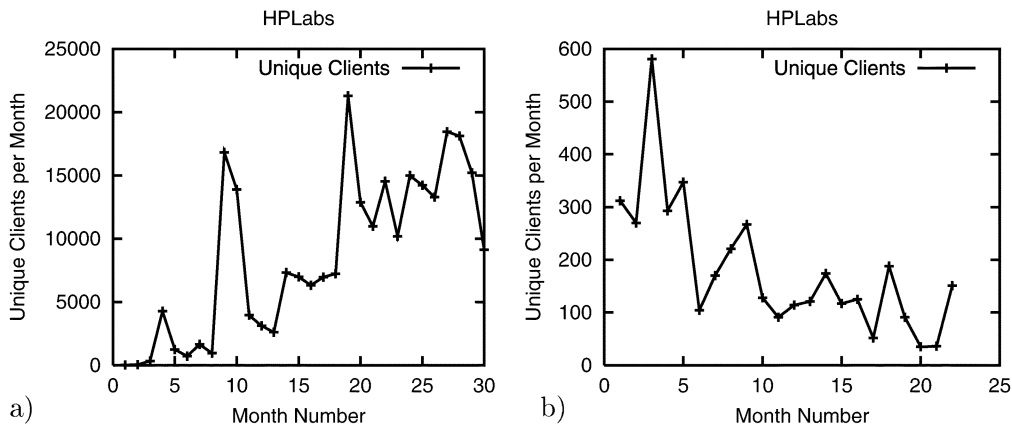 HPLabs
Unique Clients per Month
25000
20000
15000
10000
5000
0
Unique Clients
0 5 10 15 20 25 30
Month Number
a)
HPLabs
Unique Clients per Month
600
500
400
300
200
100
0
Unique Clients
0 5 10 15 20 25
Month Number
b)